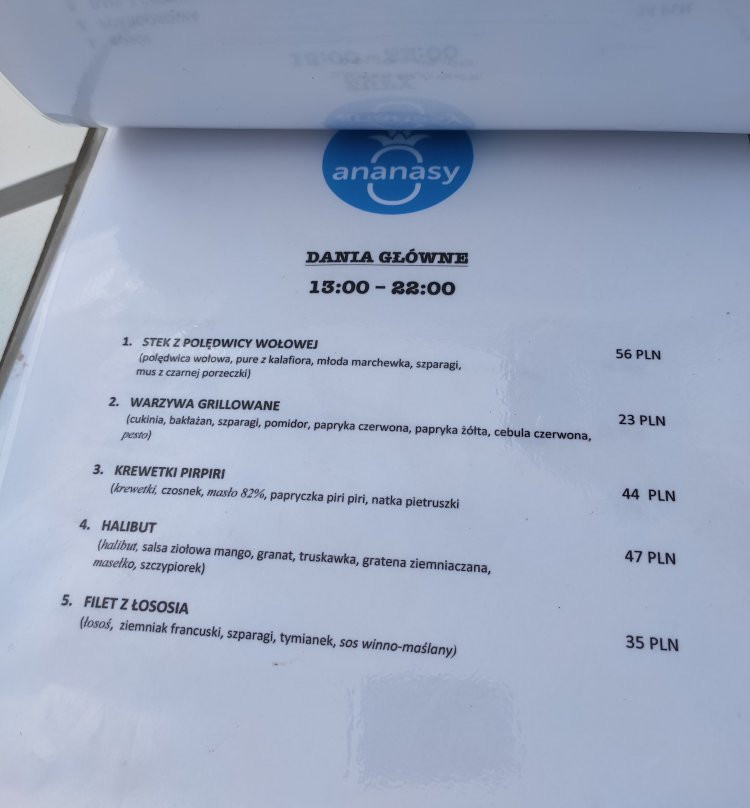 ananasy
DANIA GŁÓWNE
13:00 – 22:00
1. STEK Z POLĘDWICY WOŁOWEJ 56 PLN
(polędwica wołowa, pure z kalafiora, młoda marchewka, szparagi,
mus z czarnej porzeczki)
2. WARZYWA GRILLOWANE 23 PLN
(cukinia, bakłażan, szparagi, pomidor, papryka czerwona, papryka żółta, cebula czerwona,
pesto)
3. KREWETKI PIRPIRI 44 PLN
(krewetki, czosnek, masło 82%, papryczka piri piri, natka pietruszki
4. HALIBUT 47 PLN
(halibut, salsa ziołowa mango, granat, truskawka, gratena ziemniaczana,
masełko, szczypiorek)
5. FILET Z ŁOSOSIA 35 PLN
(łosoś, ziemniak francuski, szparagi, tymianek, sos winno-maślany)